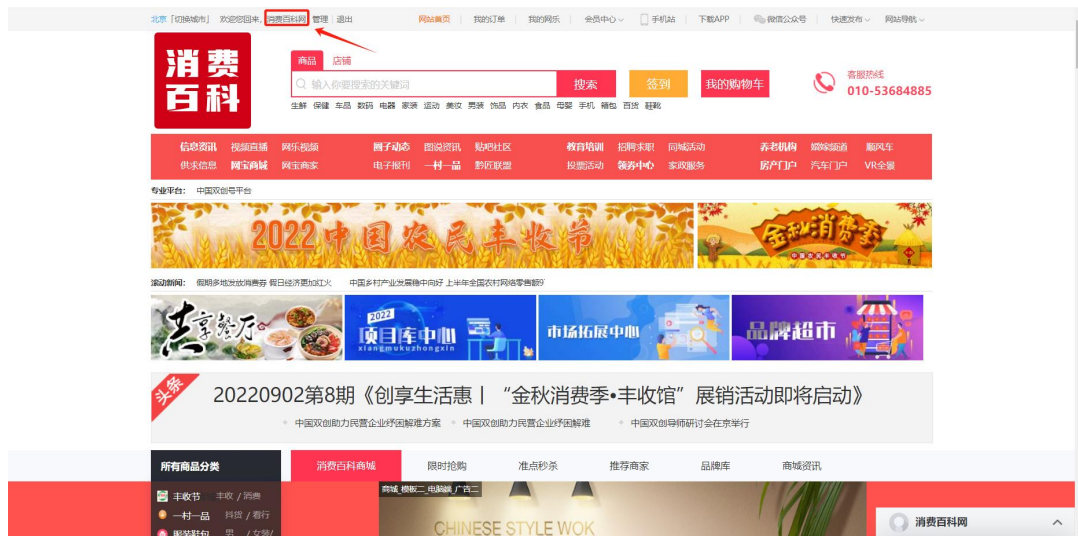 北京「切换城市」 欢迎您回来, 消费百科网 管理 | 退出 网站首页 我的订单 我的网乐 会员中心 手机站 下载APP 微信公众号 快速发布 网站导航
消费
百科
商品 店铺
输入你要搜索的关键词 搜索 签到 我的购物车
客服热线
010-53684885
生鲜 保健 车品 数码 电器 家装 运动 美妆 男装 饰品 内衣 食品 母婴 手机 箱包 百货 鞋靴
信息资讯 视频直播 网乐视频 圈子动态 图说资讯 贴吧社区 教育培训 招聘求职 同城活动 养老机构 婚嫁频道 顺风车
供求信息 网宝商城 网宝商家 电子报刊 一村一品 黔匠联盟 投票活动 领券中心 家政服务 房产门户 汽车门户 VR全景
专业平台: 中国双创号平台
2022中国农民丰收节
金秋消费季
中国农民丰收节
滚动新闻: 假期多地发放消费券 假日经济更加红火 中国乡村产业发展稳中向好 上半年全国农村网络零售额9
共享餐厅
2022
项目库中心
xiangmukuzhongxin
市场拓展中心
品牌超市
头条
20220902第8期《创享生活惠丨“金秋消费季•丰收馆”展销活动即将启动》
中国双创助力民营企业纾困解难方案 中国双创助力民营企业纾困解难 中国双创导师研讨会在京举行
所有商品分类 消费百科商城 限时抢购 准点秒杀 推荐商家 品牌库 商城资讯
丰收节 丰收 / 消费
商城_模板二_电脑端_广告二
一村一品 抖货 / 看行
服装鞋包 男 / 女装/
CHINESE STYLE WOK
消费百科网